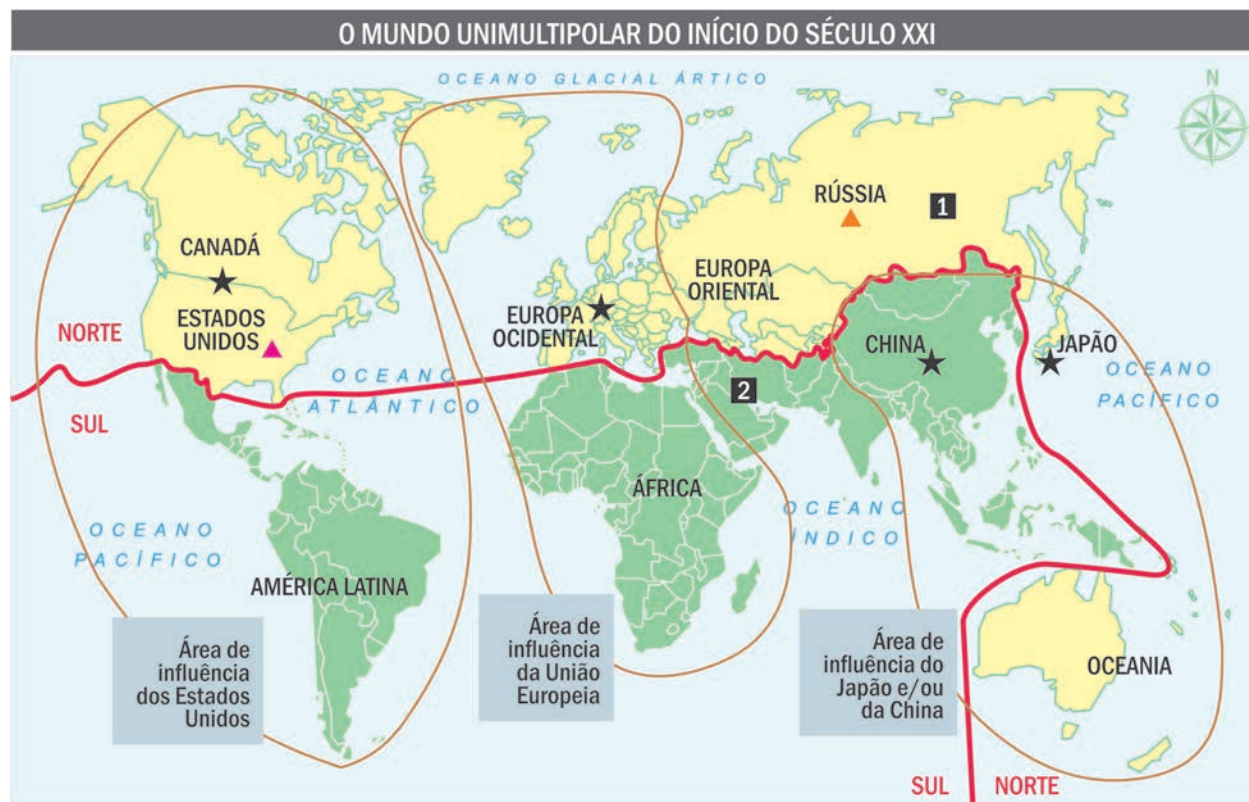 O MUNDO UNIMULTIPOLAR DO INÍCIO DO SÉCULO XXI
OCEANO GLACIAL ÁRTICO
N
RÚSSIA
1
CANADÁ
EUROPA
ORIENTAL
ESTADOS
UNIDOS
EUROPA
OCIDENTAL
NORTE
CHINA
JAPÃO
OCEANO
PACÍFICO
OCEANO
ATLÂNTICO
2
SUL
ÁFRICA
OCEANO
ÍNDICO
OCEANO
PACÍFICO
AMÉRICA LATINA
Área de
influência
dos Estados
Unidos
Área de
influência
da União
Europeia
Área de
influência do
Japão e/ou
da China
OCEANIA
SUL
NORTE